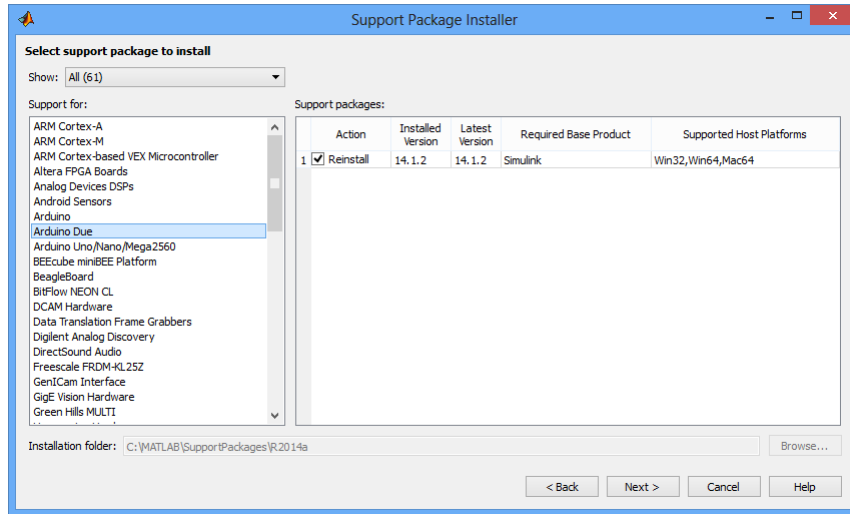 Support Package Installer
Select support package to install
Show: All (61)
Support for:
ARM Cortex-A
ARM Cortex-M
ARM Cortex-based VEX Microcontroller
Altera FPGA Boards
Analog Devices DSPs
Android Sensors
Arduino
Arduino Due
Arduino Uno/Nano/Mega2560
BEEcube miniBEE Platform
BeagleBoard
BitFlow NEON CL
DCAM Hardware
Data Translation Frame Grabbers
Digilent Analog Discovery
DirectSound Audio
Freescale FRDM-KL25Z
GenICam Interface
GigE Vision Hardware
Green Hills MULTI
Support packages:
Action Installed Version Latest Version Required Base Product Supported Host Platforms
1 Reinstall 14.1.2 14.1.2 Simulink Win32,Win64,Mac64
Installation folder: C:\MATLAB\SupportPackages\R2014a Browse...
< Back Next > Cancel Help